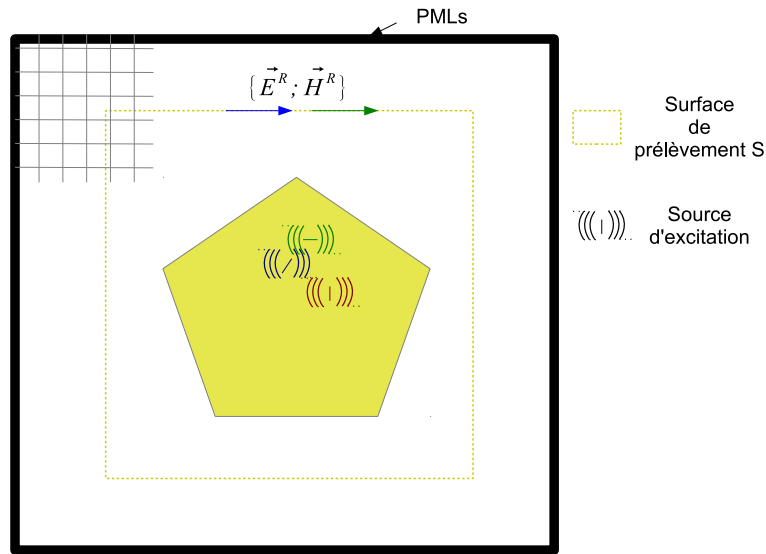 PMLs
{E⃗ᴿ; H⃗ᴿ}
Surface
de
prélèvement S
Source
d'excitation